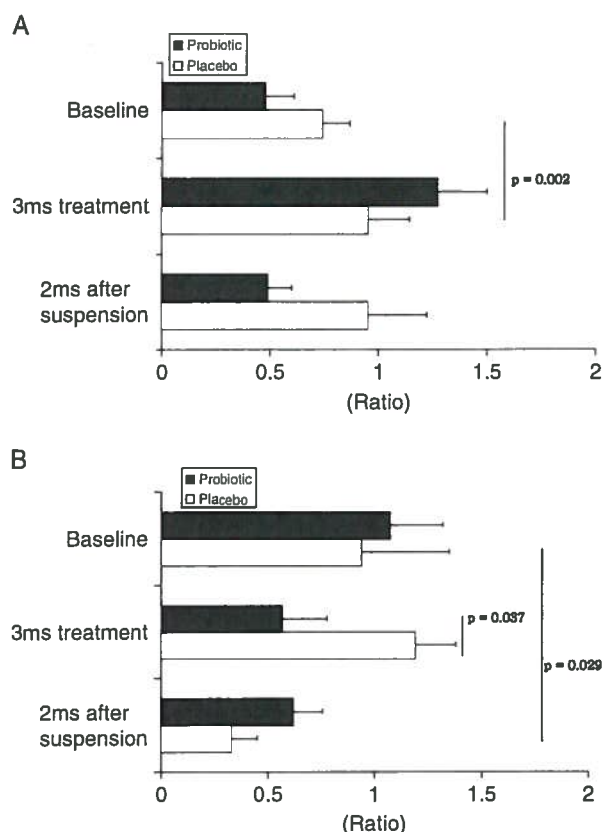 A
Probiotic
Placebo
Baseline
3ms treatment
2ms after
suspension
p = 0.002
0 0.5 1 1.5 2
(Ratio)
B
Probiotic
Placebo
Baseline
3ms treatment
2ms after
suspension
p = 0.037
p = 0.029
0 0.5 1 1.5 2
(Ratio)